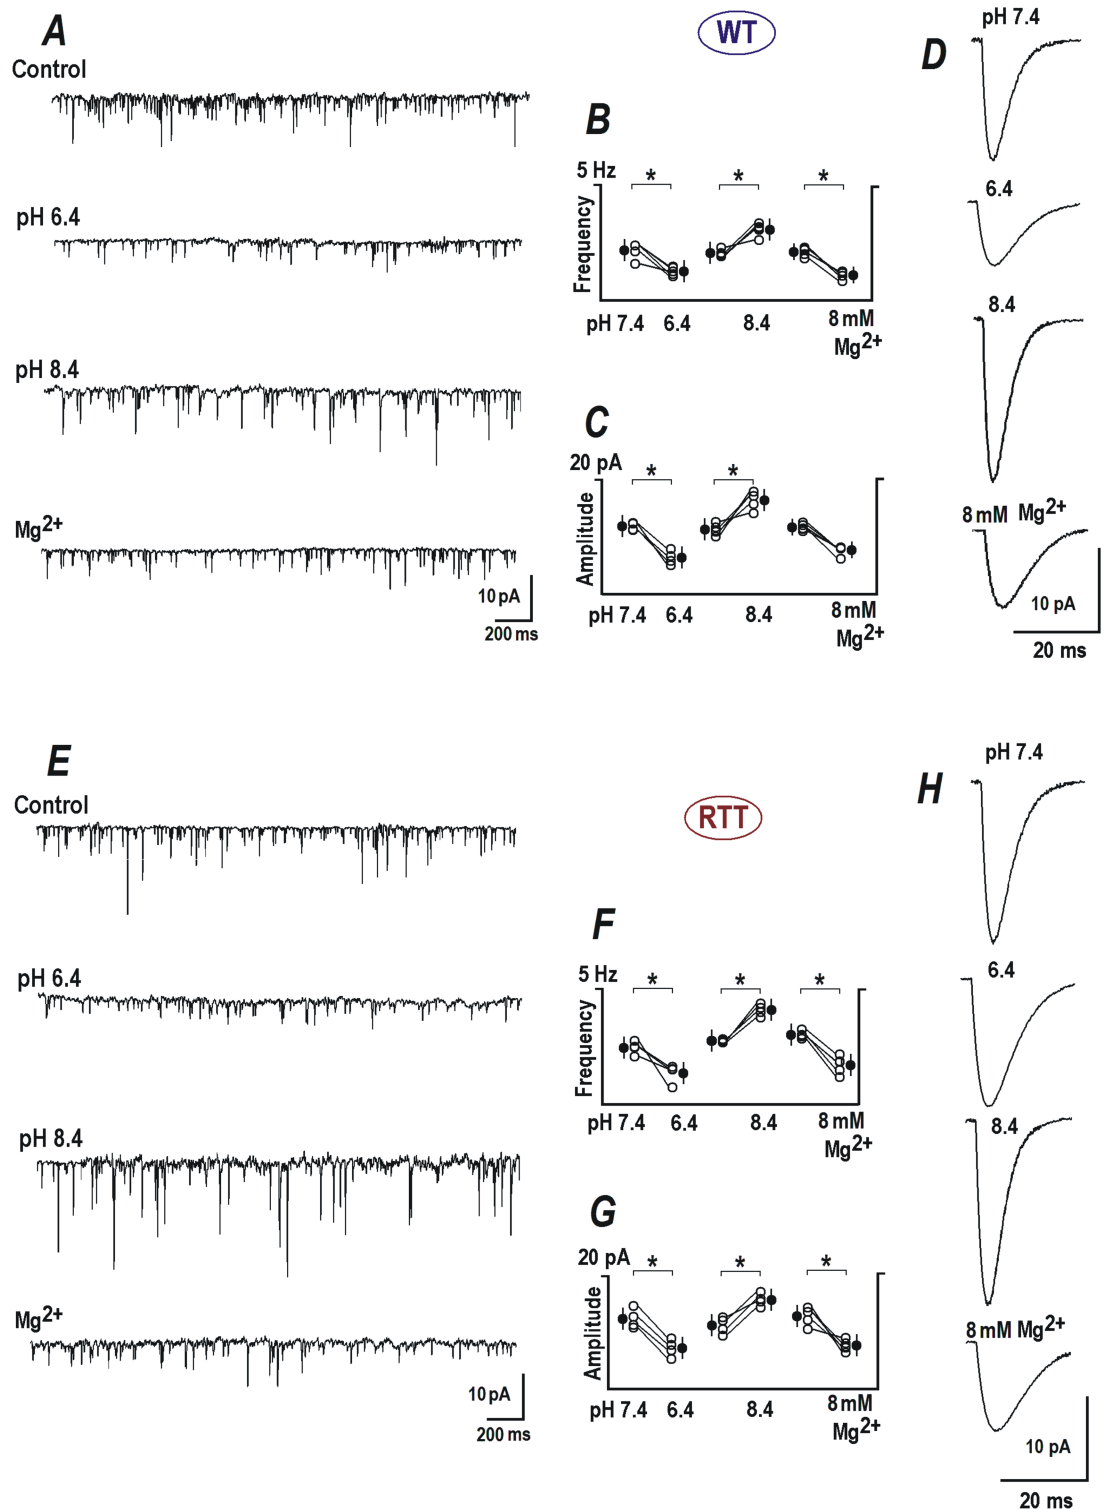 A
Control
pH 6.4
pH 8.4
Mg2+
10 pA
200 ms
WT
B
5 Hz
* * *
Frequency
pH 7.4 6.4 8.4 8 mM
Mg2+
C
20 pA
* *
Amplitude
pH 7.4 6.4 8.4 8 mM
Mg2+
D
pH 7.4
6.4
8.4
8 mM Mg2+
10 pA
20 ms
E
Control
pH 6.4
pH 8.4
Mg2+
10 pA
200 ms
RTT
F
5 Hz
* * *
Frequency
pH 7.4 6.4 8.4 8 mM
Mg2+
G
20 pA
* * *
Amplitude
pH 7.4 6.4 8.4 8 mM
Mg2+
H
pH 7.4
6.4
8.4
8 mM Mg2+
10 pA
20 ms